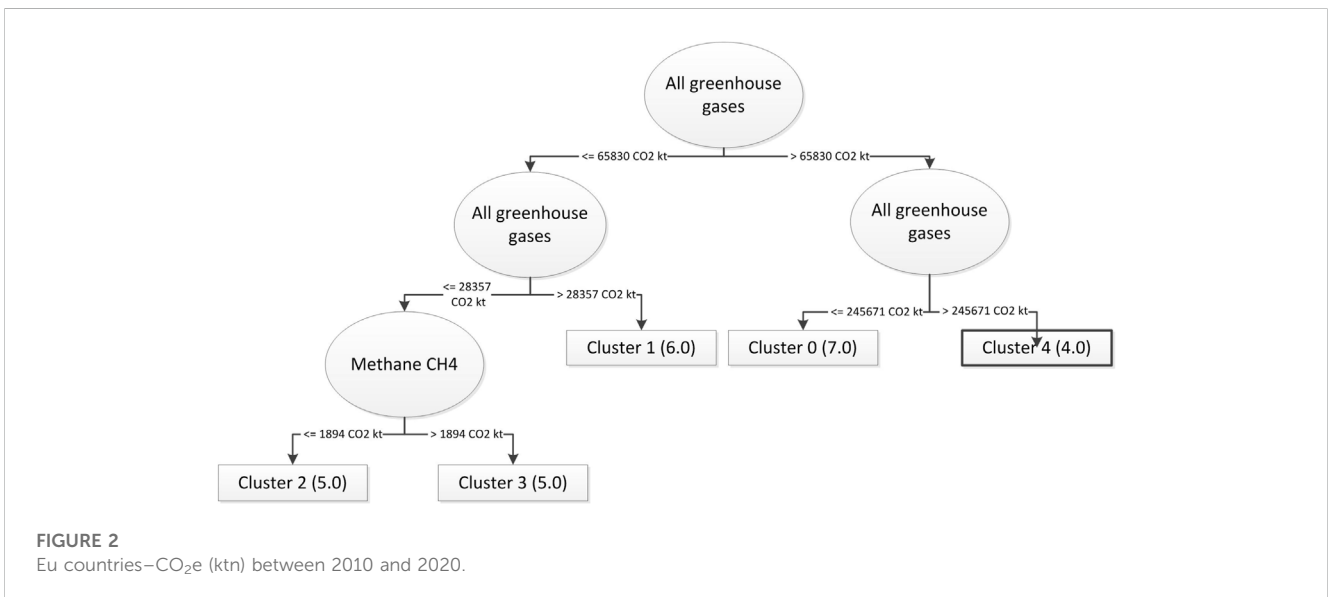 All greenhouse
gases
<= 65830 CO2 kt
> 65830 CO2 kt
All greenhouse
gases
All greenhouse
gases
<= 28357
CO2 kt
> 28357 CO2 kt
<= 245671 CO2 kt
> 245671 CO2 kt
Methane CH4
Cluster 1 (6.0)
Cluster 0 (7.0)
Cluster 4 (4.0)
<= 1894 CO2 kt
> 1894 CO2 kt
Cluster 2 (5.0)
Cluster 3 (5.0)
FIGURE 2
Eu countries–CO₂e (ktn) between 2010 and 2020.